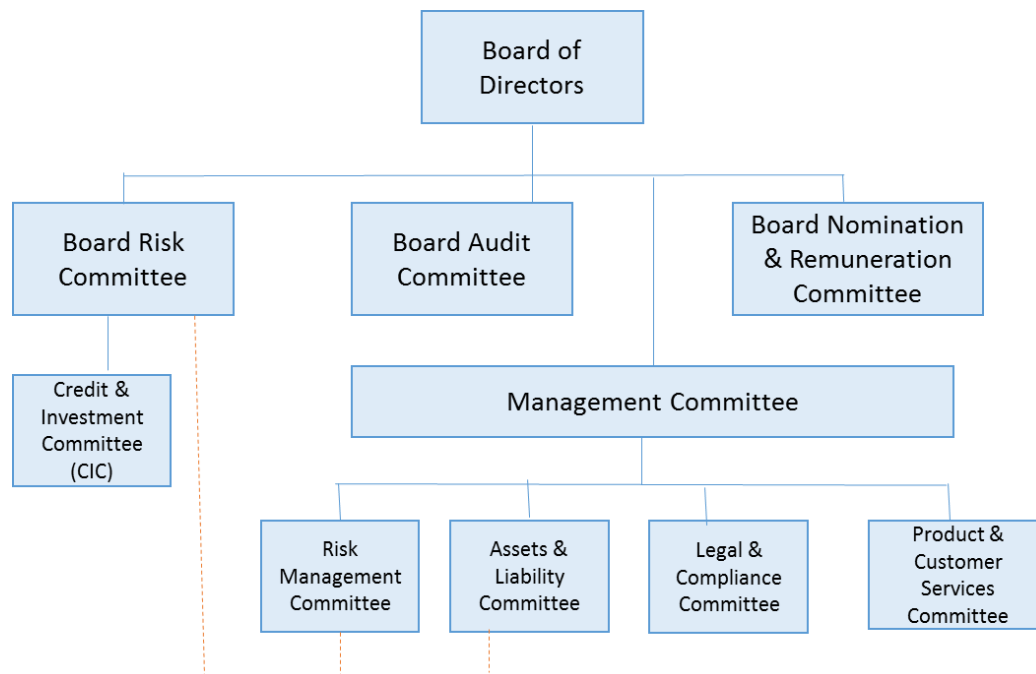 Board of
Directors
Board Risk
Committee
Board Audit
Committee
Board Nomination
& Remuneration
Committee
Credit &
Investment
Committee
(CIC)
Management Committee
Risk
Management
Committee
Assets &
Liability
Committee
Legal &
Compliance
Committee
Product &
Customer
Services
Committee